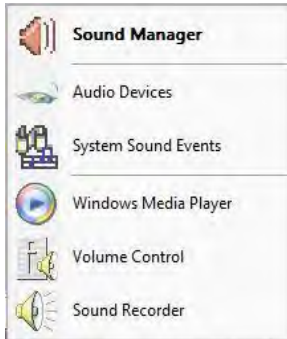 Sound Manager
Audio Devices
System Sound Events
Windows Media Player
Volume Control
Sound Recorder